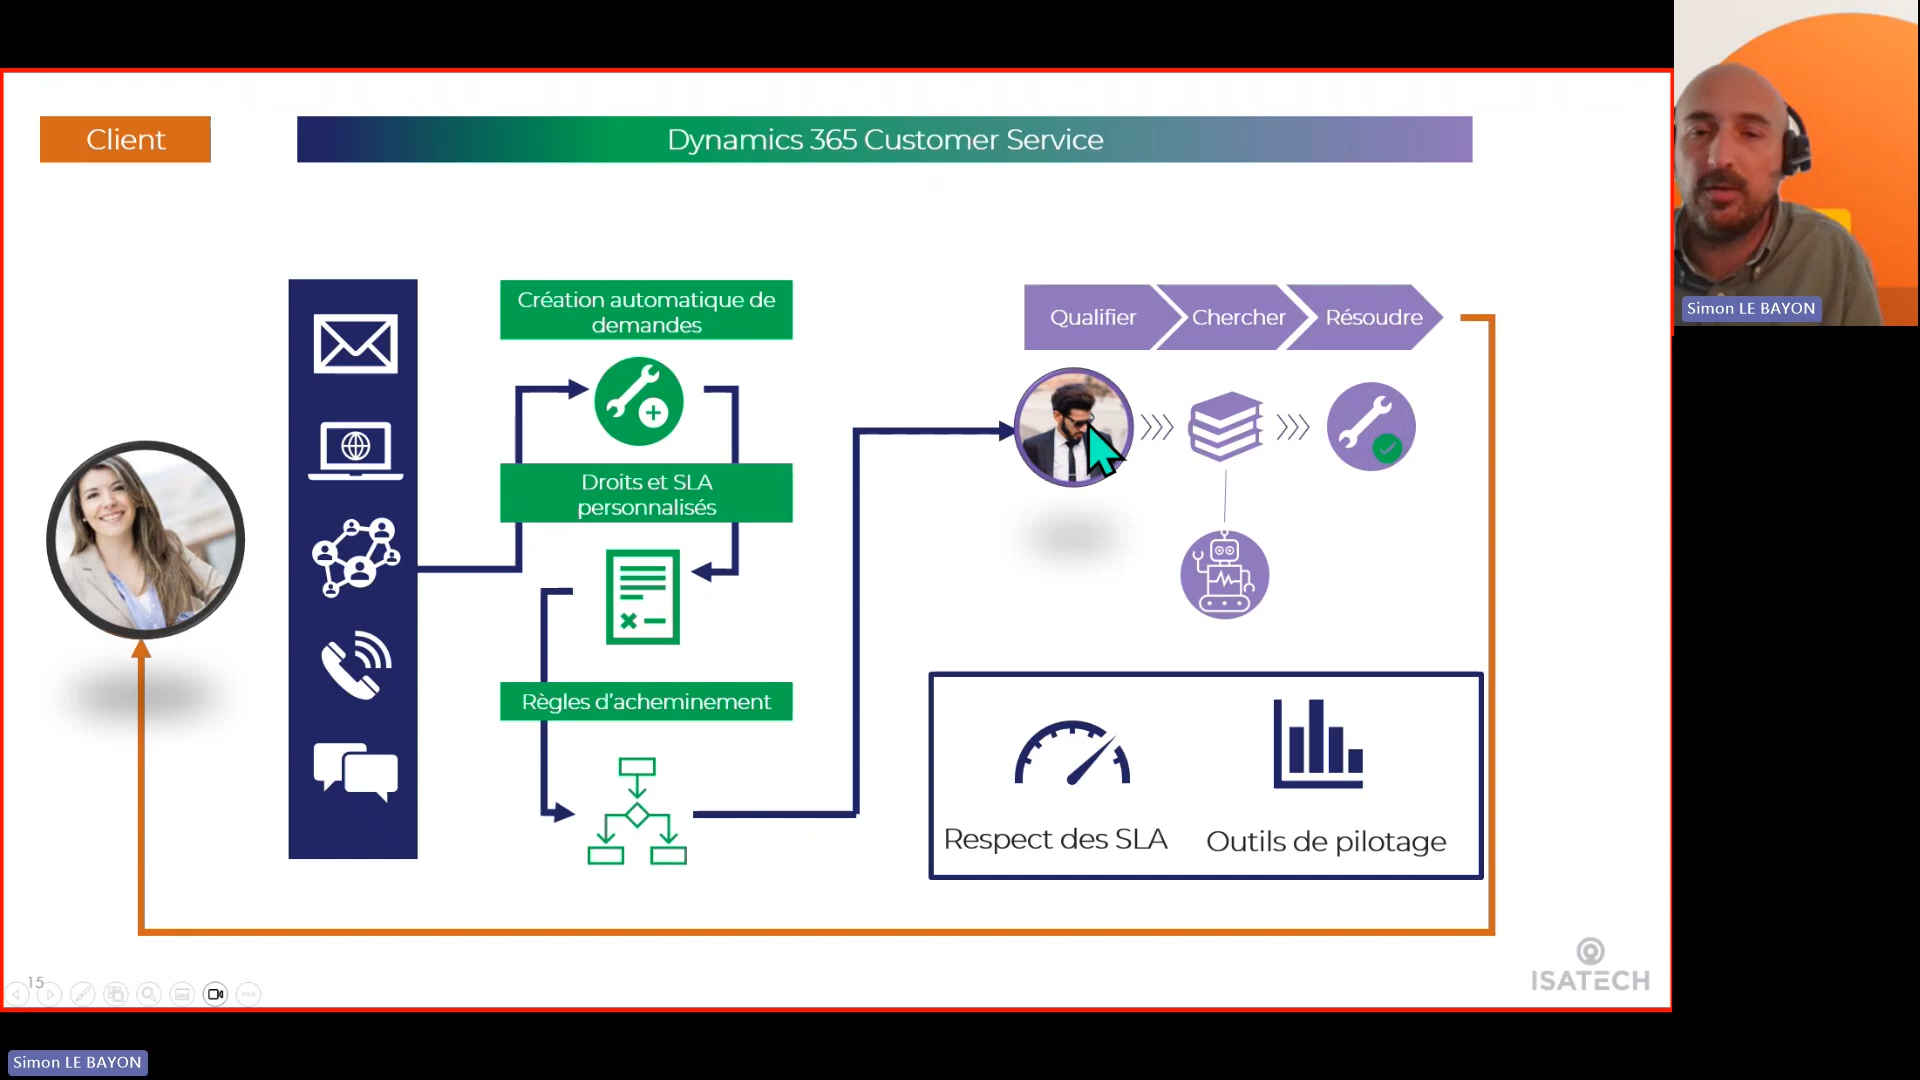 Client
Dynamics 365 Customer Service
Création automatique de
demandes
Droits et SLA
personnalisés
Règles d'acheminement
Qualifier
Chercher
Résoudre
Respect des SLA
Outils de pilotage
ISATECH
15
Simon LE BAYON
Simon LE BAYON